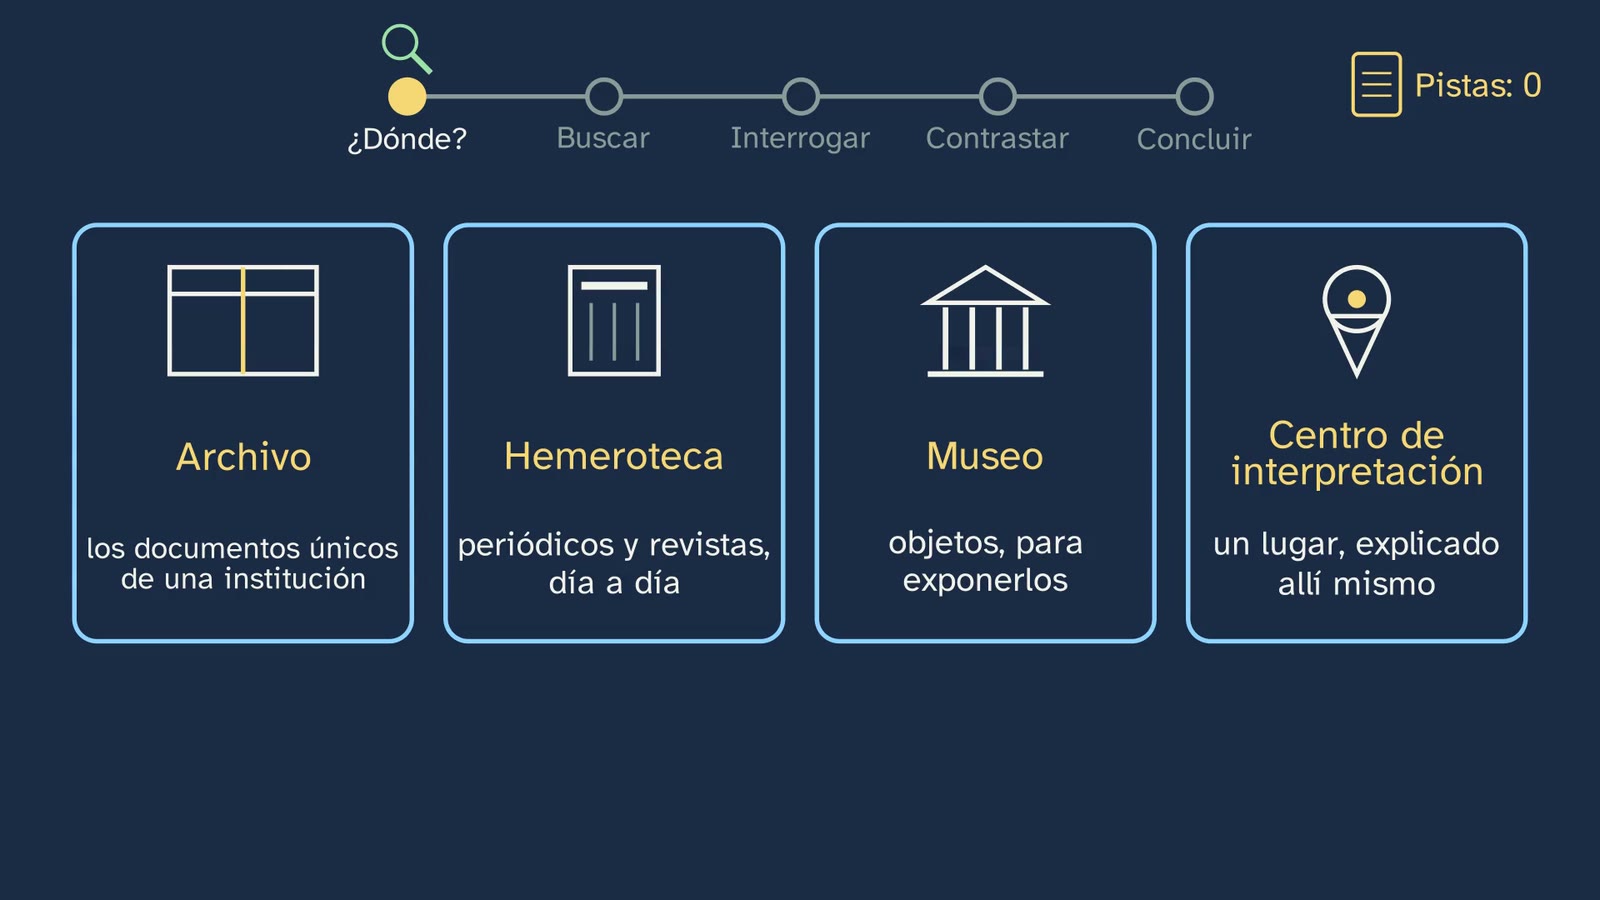 ¿Dónde?
Buscar
Interrogar
Contrastar
Concluir
Pistas: 0
Archivo
los documentos únicos
de una institución
Hemeroteca
periódicos y revistas,
día a día
Museo
objetos, para
exponerlos
Centro de
interpretación
un lugar, explicado
allí mismo